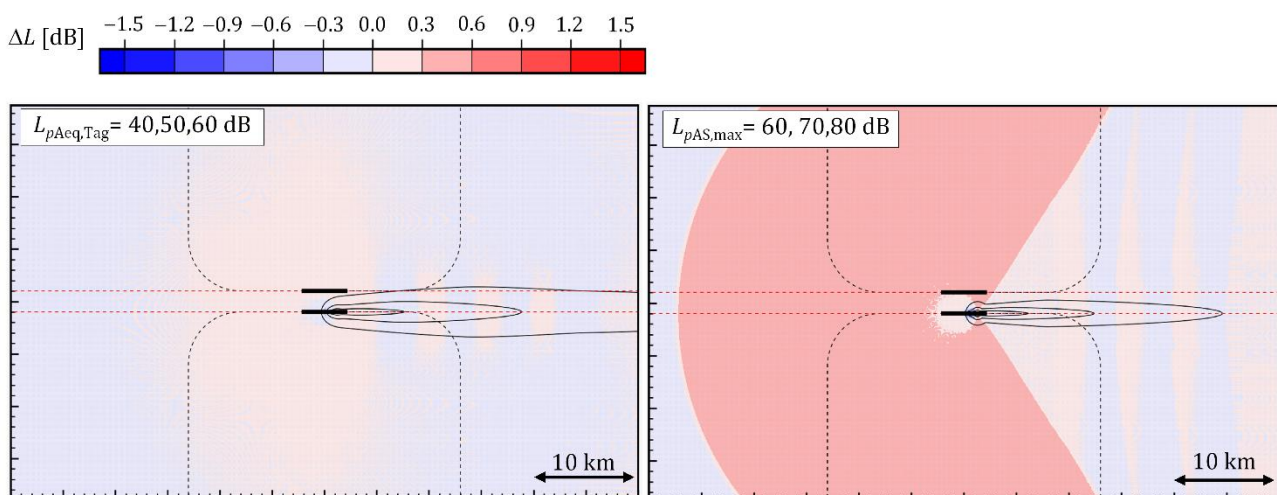 ΔL [dB]
−1.5 −1.2 −0.9 −0.6 −0.3 0.0 0.3 0.6 0.9 1.2 1.5
LpAeq,Tag= 40,50,60 dB
LpAS,max= 60, 70,80 dB
10 km
10 km